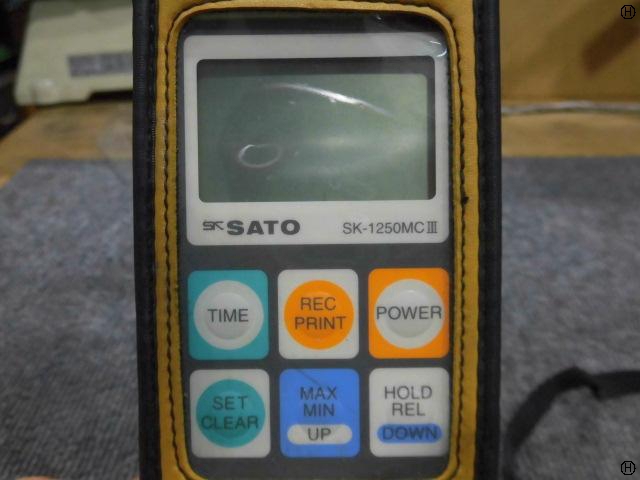 H
SK SATO SK-1250MCⅢ
TIME
REC
PRINT
POWER
SET
CLEAR
MAX
MIN
UP
HOLD
REL
DOWN
H